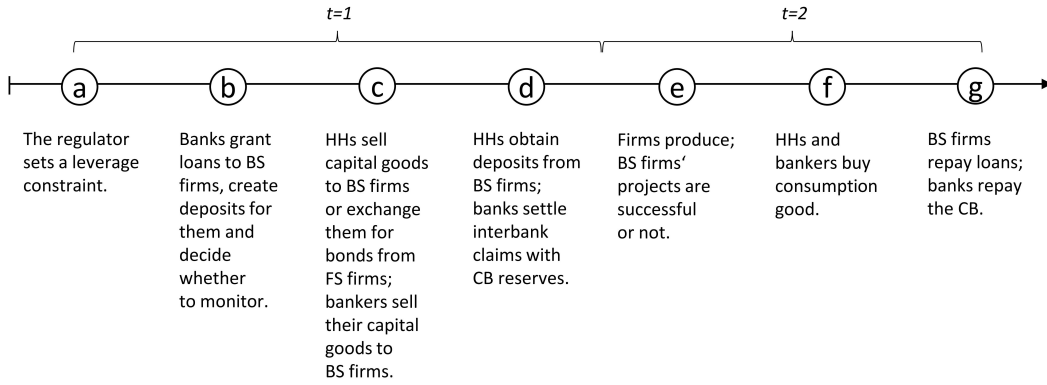 t=1
t=2
a
b
c
d
e
f
g
The regulator
sets a leverage
constraint.
Banks grant
loans to BS
firms, create
deposits for
them and
decide
whether
to monitor.
HHs sell
capital goods
to BS firms
or exchange
them for
bonds from
FS firms;
bankers sell
their capital
goods to
BS firms.
HHs obtain
deposits from
BS firms;
banks settle
interbank
claims with
CB reserves.
Firms produce;
BS firms‘
projects are
successful
or not.
HHs and
bankers buy
consumption
good.
BS firms
repay loans;
banks repay
the CB.